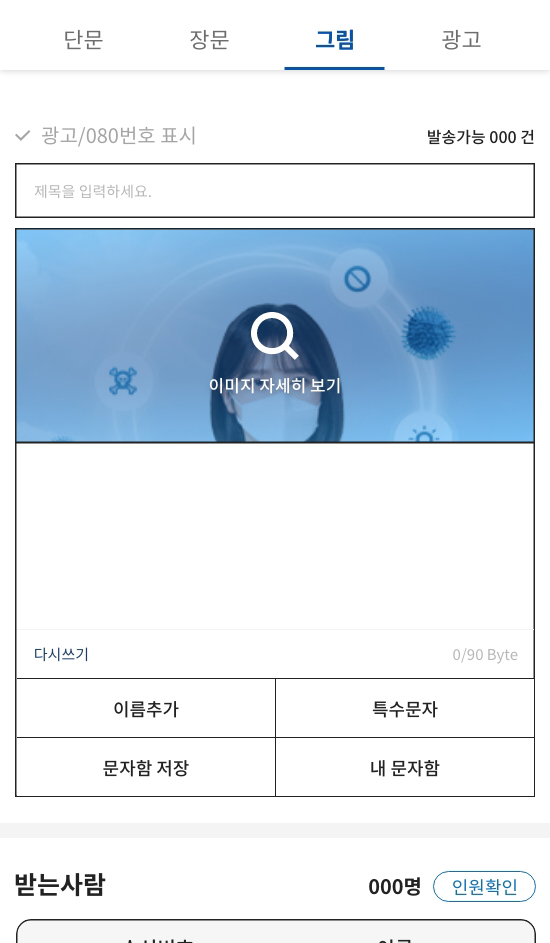 단문 장문 그림 광고
광고/080번호 표시 발송가능 000 건
제목을 입력하세요.
이미지 자세히 보기
다시쓰기 0/90 Byte
이름추가 특수문자
문자함 저장 내 문자함
받는사람 000명 인원확인